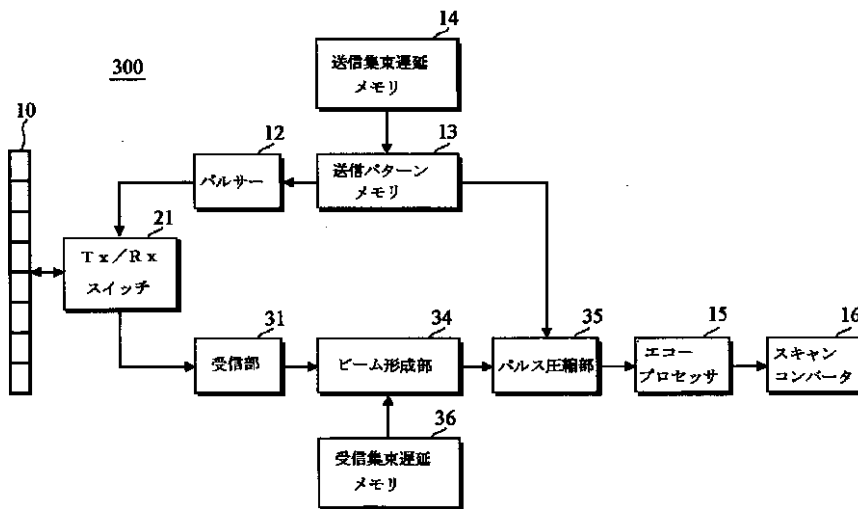 14
送信集束遅延
メモリ
300
10
12
パルサー
13
送信パターン
メモリ
21
Tx/Rx
スイッチ
31
受信部
34
ビーム形成部
35
パルス圧縮部
15
エコー
プロセッサ
16
スキャン
コンバータ
36
受信集束遅延
メモリ